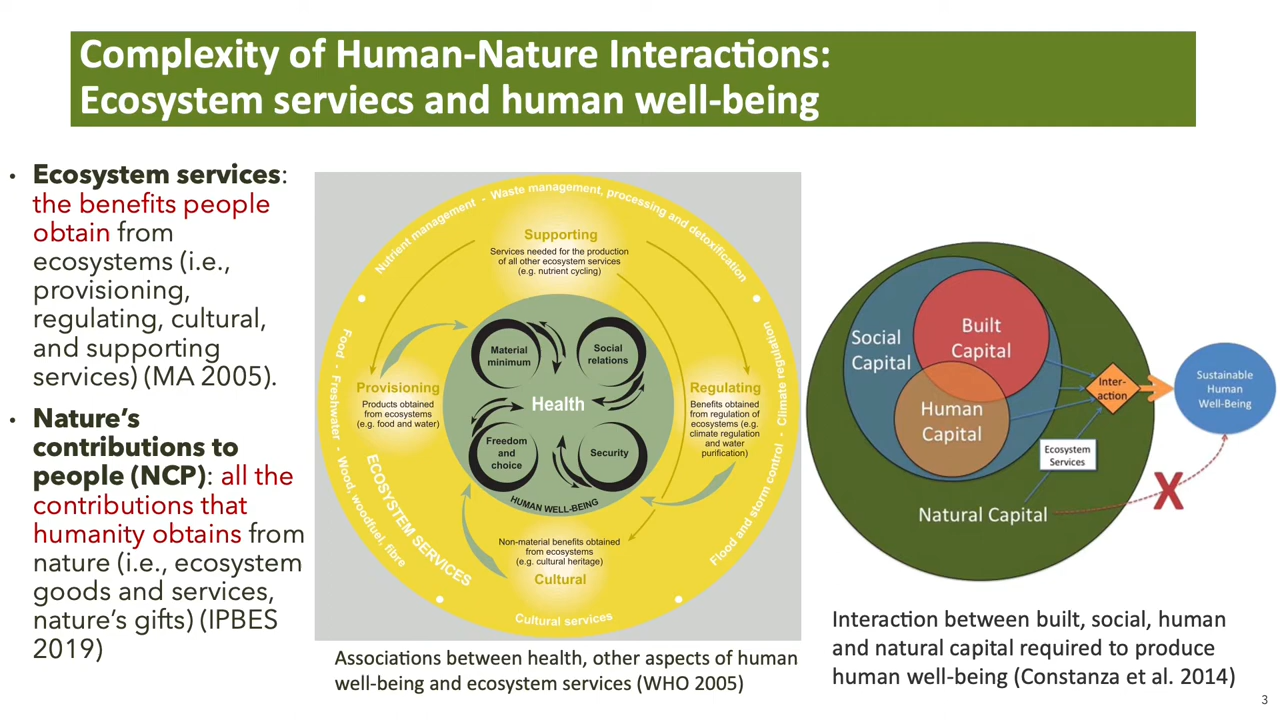 Complexity of Human-Nature Interactions:
Ecosystem serviecs and human well-being
• Ecosystem services:
the benefits people
obtain from
ecosystems (i.e.,
provisioning,
regulating, cultural,
and supporting
services) (MA 2005).
• Nature's
contributions to
people (NCP): all the
contributions that
humanity obtains from
nature (i.e., ecosystem
goods and services,
nature's gifts) (IPBES
2019)
Nutrient management - Waste management, processing and detoxification
Supporting
Services needed for the production
of all other ecosystem services
(e.g. nutrient cycling)
Food - Freshwater - Wood, woodfuel, fibre
Provisioning
Products obtained
from ecosystems
(e.g. food and water)
Material
minimum
Social
relations
Health
Freedom
and
choice
Security
HUMAN WELL-BEING
Regulating
Benefits obtained
from regulation of
ecosystems (e.g.
climate regulation
and water
purification)
Flood and storm control - Climate regulation
ECOSYSTEM SERVICES
Non-material benefits obtained
from ecosystems
(e.g. cultural heritage)
Cultural
Cultural services
Associations between health, other aspects of human
well-being and ecosystem services (WHO 2005)
Social
Capital
Built
Capital
Human
Capital
Inter-
action
Sustainable
Human
Well-Being
Ecosystem
Services
X
Natural Capital
Interaction between built, social, human
and natural capital required to produce
human well-being (Constanza et al. 2014)
3